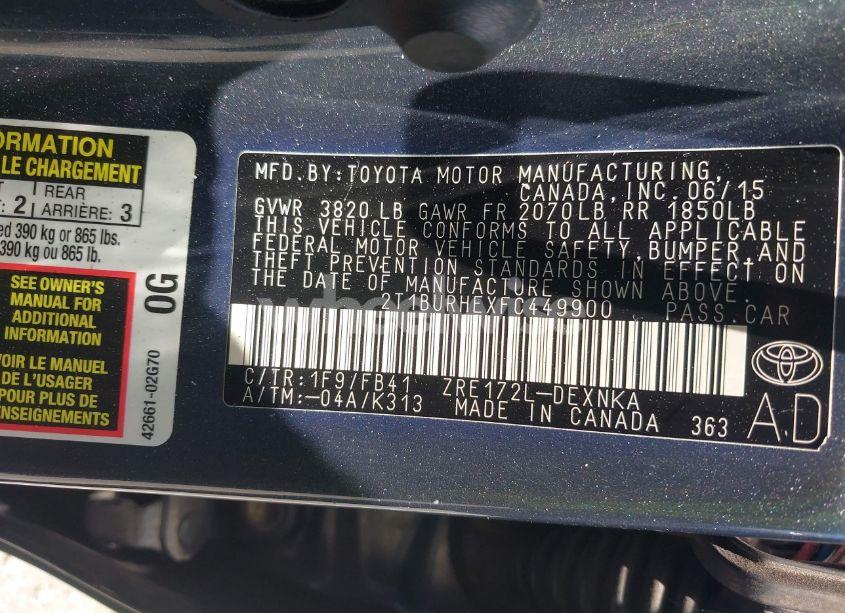 ORMATION
LE CHARGEMENT
2
REAR
ARRIÈRE: 3
ed 390 kg or 865 lbs.
390 kg ou 865 lb.
SEE OWNER'S
MANUAL FOR
ADDITIONAL
INFORMATION
VOIR LE MANUEL
DE L'USAGER
POUR PLUS DE
RENSEIGNEMENTS
0G
42661-02G70
MFD. BY: TOYOTA MOTOR MANUFACTURING,
CANADA, INC. 06/15
GVWR 3820 LB GAWR FR 2070LB, RR 1850LB
THIS VEHICLE CONFORMS TO ALL APPLICABLE
FEDERAL MOTOR VEHICLE SAFETY, BUMPER, AND
THEFT PREVENTION STANDARDS IN EFFECT ON
THE DATE OF MANUFACTURE SHOWN ABOVE.
2T1BURHEXFC449900 PASS. CAR
C/TR: 1F9/FB41 ZRE172L-DEXNKA
A/TM: -04A/K313 MADE IN CANADA 363
A.D